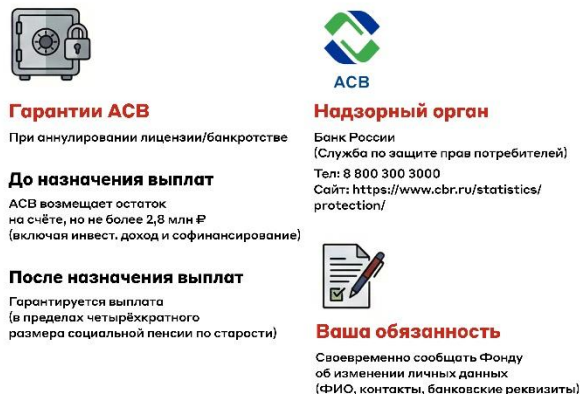 Гарантии АСВ
При аннулировании лицензии/банкротстве
До назначения выплат
АСВ возмещает остаток
на счёте, но не более 2,8 млн ₽
(включая инвест. доход и софинансирование)
После назначения выплат
Гарантируется выплата
(в пределах четырёхкратного
размера социальной пенсии по старости)
АСВ
Надзорный орган
Банк России
(Служба по защите прав потребителей)
Тел: 8 800 300 3000
Сайт: https://www.cbr.ru/statistics/
protection/
Ваша обязанность
Своевременно сообщать Фонду
об изменении личных данных
(ФИО, контакты, банковские реквизиты)